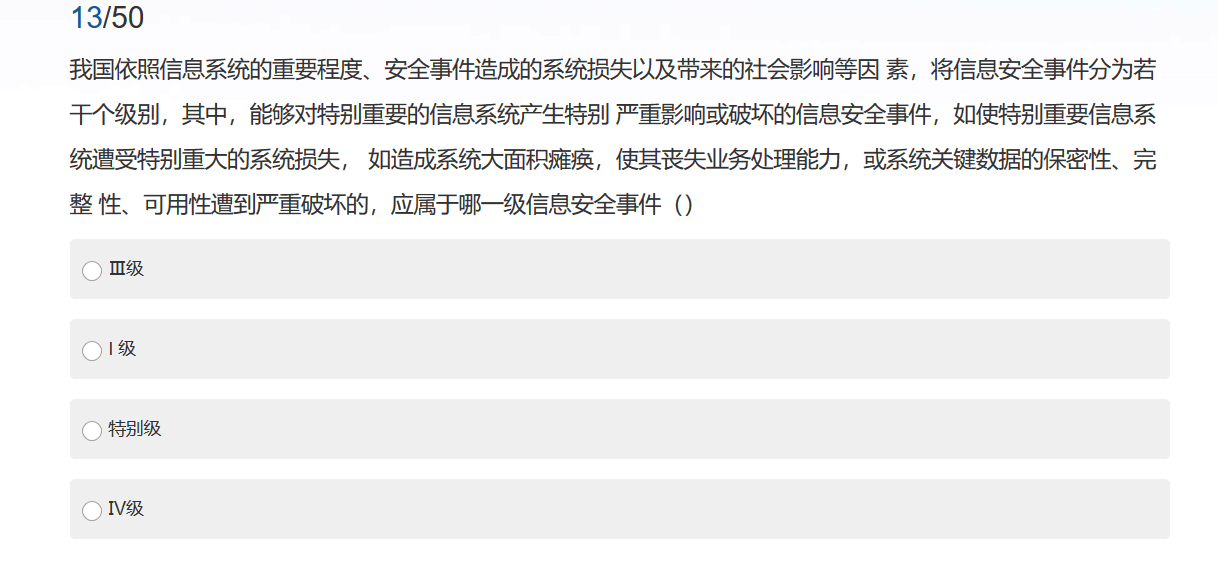 13/50
我国依照信息系统的重要程度、安全事件造成的系统损失以及带来的社会影响等因 素，将信息安全事件分为若
干个级别，其中，能够对特别重要的信息系统产生特别 严重影响或破坏的信息安全事件，如使特别重要信息系
统遭受特别重大的系统损失， 如造成系统大面积瘫痪，使其丧失业务处理能力，或系统关键数据的保密性、完
整 性、可用性遭到严重破坏的，应属于哪一级信息安全事件（）
Ⅲ级
I 级
特别级
IV级